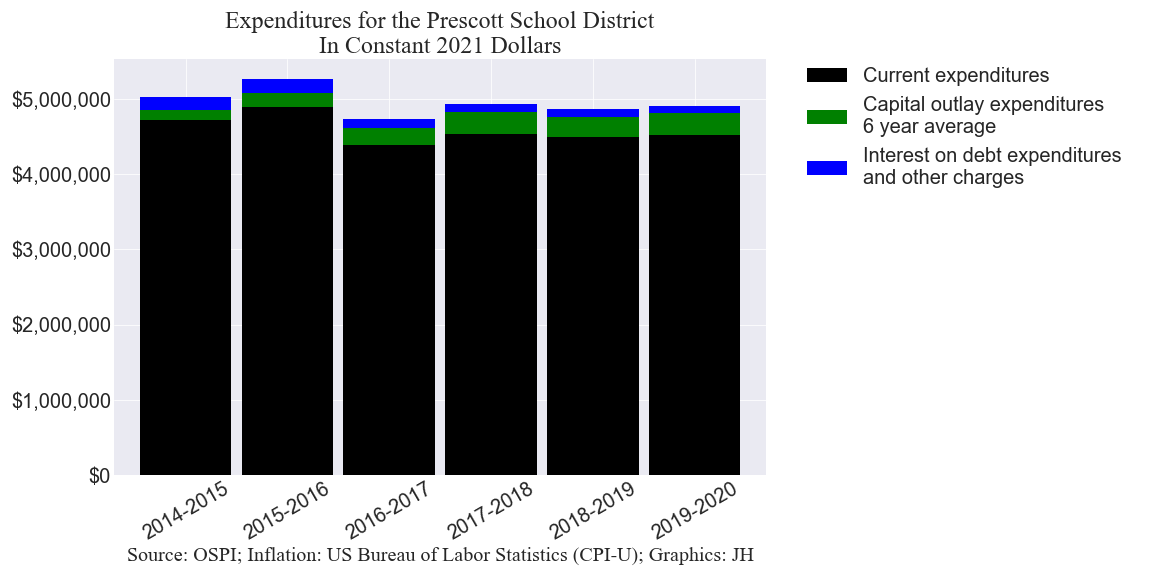 Expenditures for the Prescott School District
In Constant 2021 Dollars
$5,000,000
$4,000,000
$3,000,000
$2,000,000
$1,000,000
$0
2014-2015
2015-2016
2016-2017
2017-2018
2018-2019
2019-2020
Source: OSPI; Inflation: US Bureau of Labor Statistics (CPI-U); Graphics: JH
Current expenditures
Capital outlay expenditures
6 year average
Interest on debt expenditures
and other charges